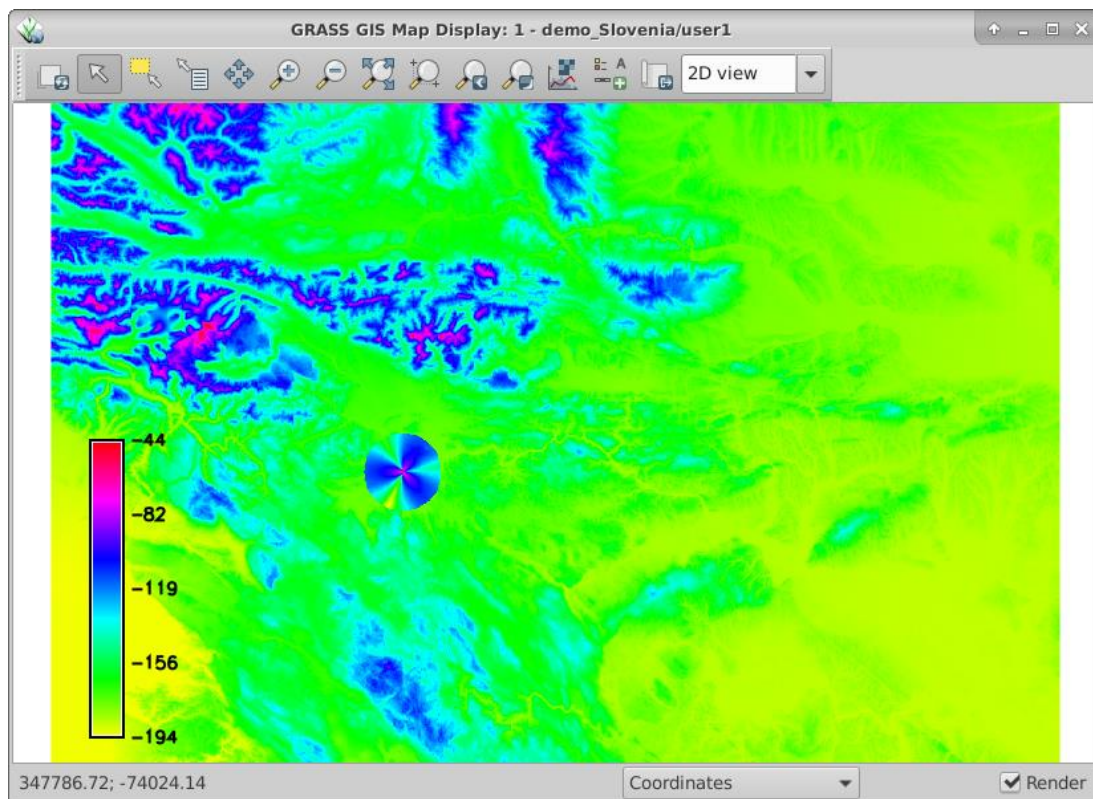 GRASS GIS Map Display: 1 - demo_Slovenia/user1
2D view
-44
-82
-119
-156
-194
347786.72; -74024.14
Coordinates
Render